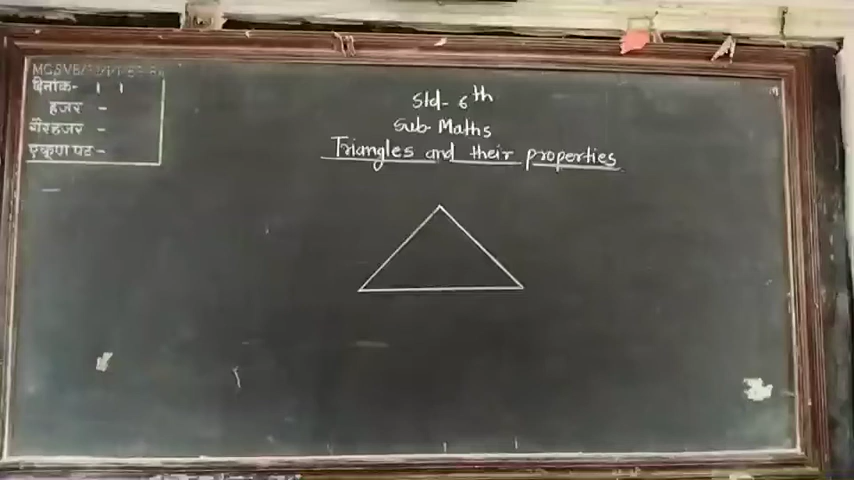 दिनांक-
हजर -
गैरहजर -
एकूण पट -
Std- 6th
Sub- Maths
Triangles and their properties